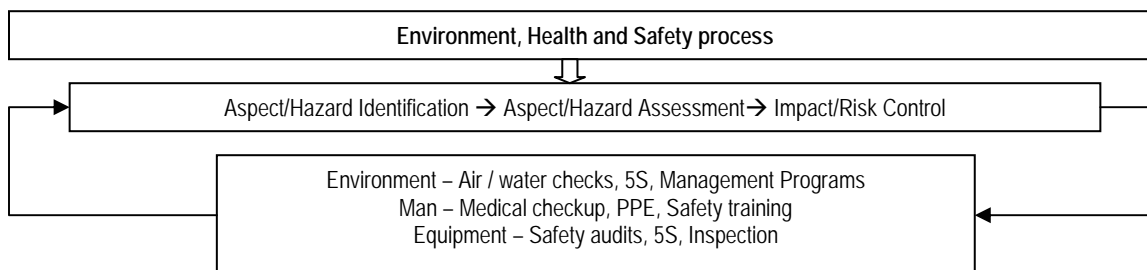 Environment, Health and Safety process
Aspect/Hazard Identification → Aspect/Hazard Assessment→ Impact/Risk Control
Environment – Air / water checks, 5S, Management Programs
Man – Medical checkup, PPE, Safety training
Equipment – Safety audits, 5S, Inspection